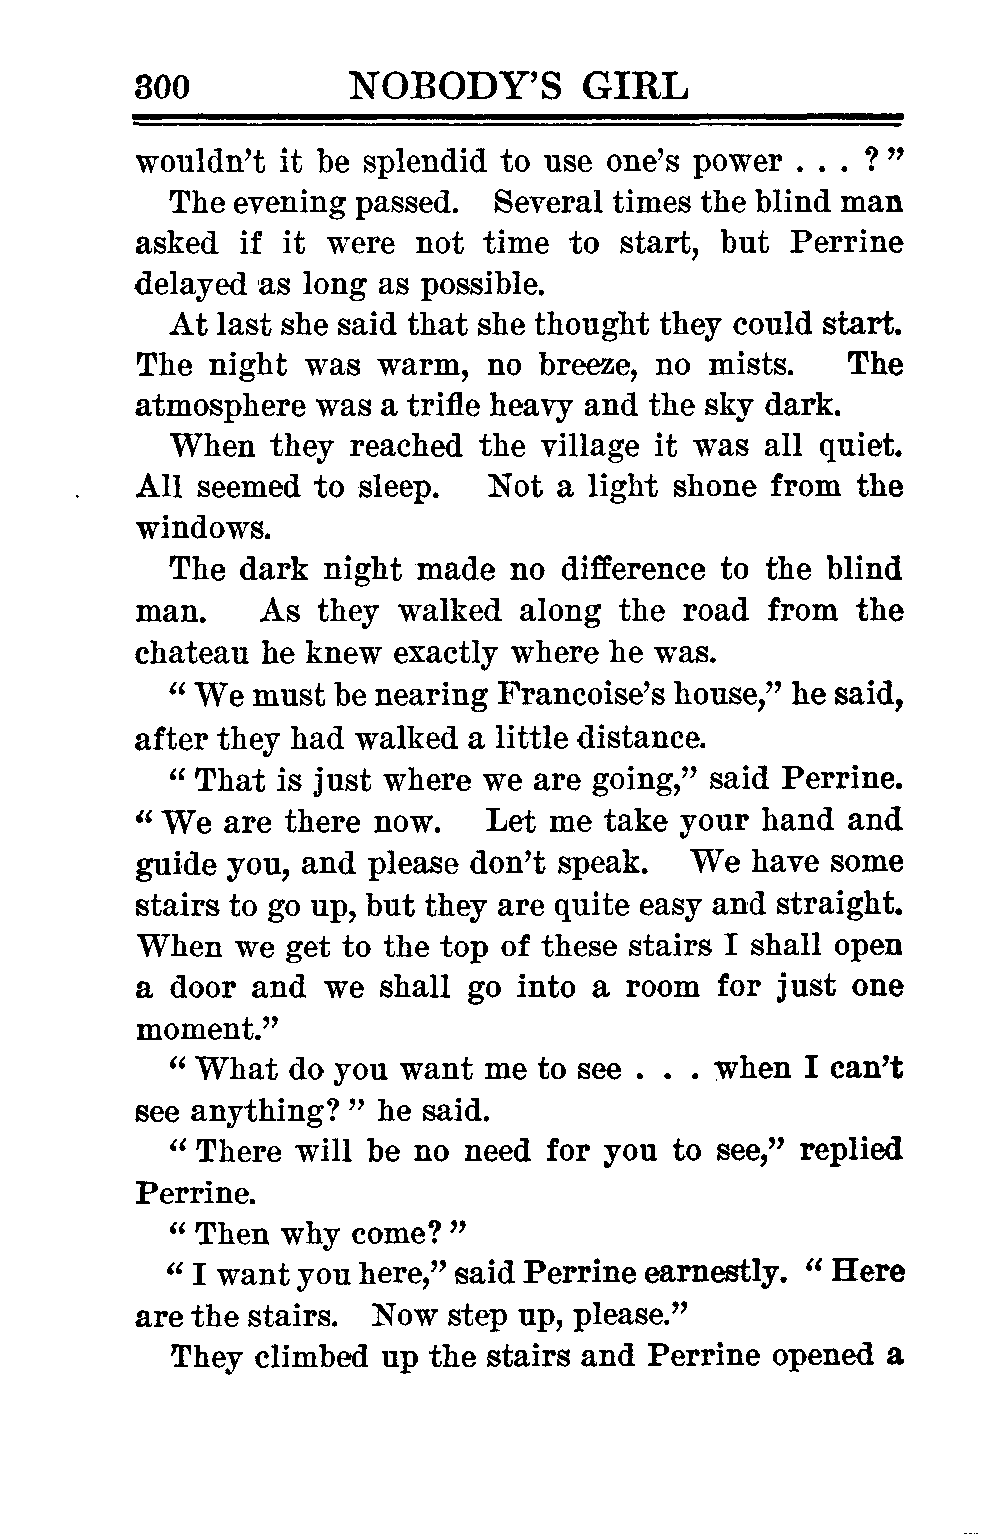 300 NOBODY'S GIRL
wouldn't it be splendid to use one's power . . . ?"
The evening passed. Several times the blind man
asked if it were not time to start, but Perrine
delayed as long as possible.
At last she said that she thought they could start.
The night was warm, no breeze, no mists. The
atmosphere was a trifle heavy and the sky dark.
When they reached the village it was all quiet.
All seemed to sleep. Not a light shone from the
windows.
The dark night made no difference to the blind
man. As they walked along the road from the
chateau he knew exactly where he was.
" We must be nearing Francoise's house," he said,
after they had walked a little distance.
" That is just where we are going," said Perrine.
" We are there now. Let me take your hand and
guide you, and please don't speak. We have some
stairs to go up, but they are quite easy and straight.
When we get to the top of these stairs I shall open
a door and we shall go into a room for just one
moment."
" What do you want me to see . . . when I can't
see anything? " he said.
" There will be no need for you to see," replied
Perrine.
" Then why come? "
" I want you here," said Perrine earnestly. " Here
are the stairs. Now step up, please."
They climbed up the stairs and Perrine opened a